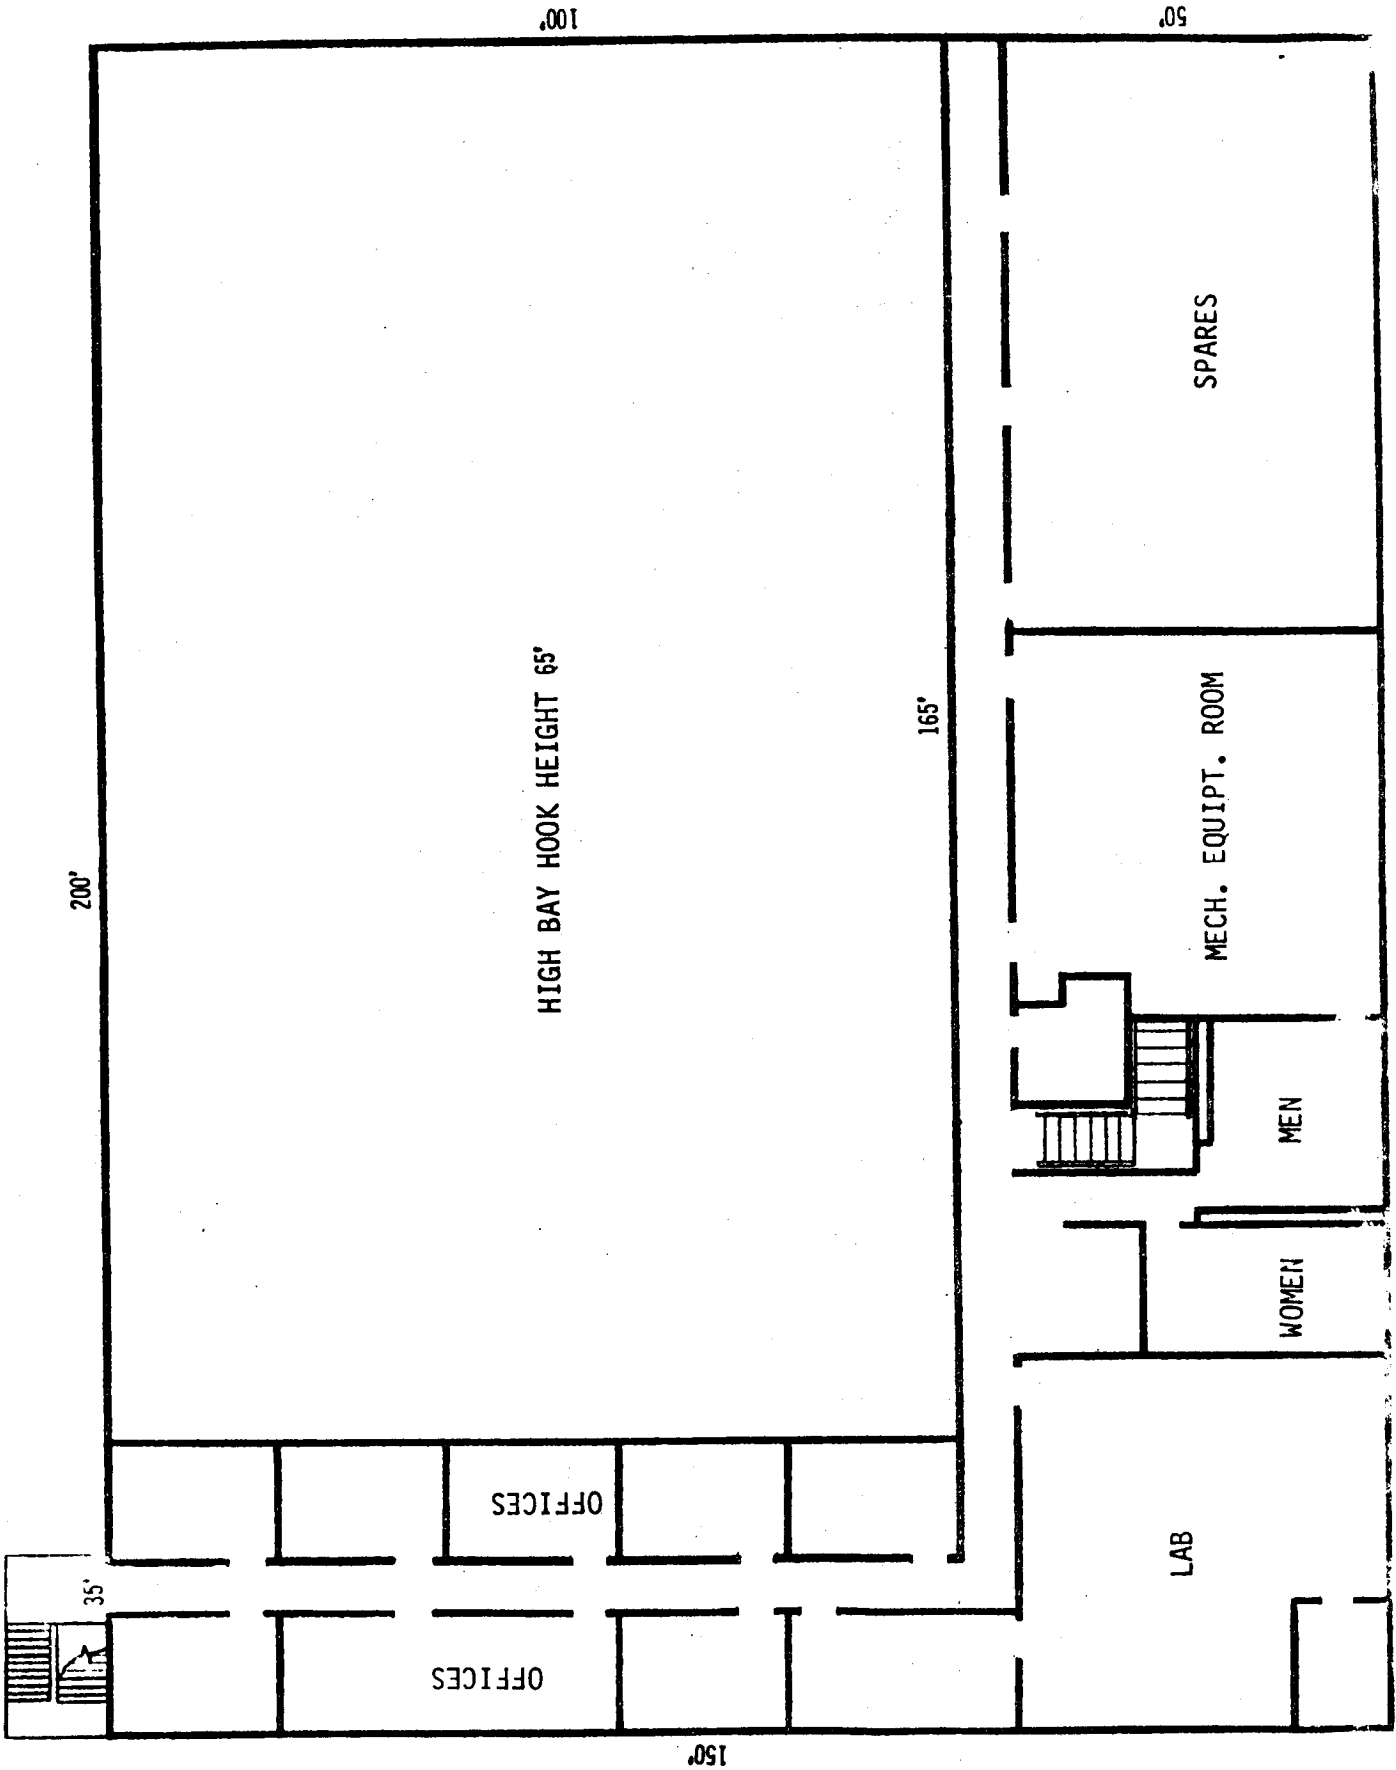 100'
50'
200'
HIGH BAY HOOK HEIGHT 65'
165'
SPARES
MECH. EQUIPT. ROOM
MEN
WOMEN
OFFICES
LAB
35'
OFFICES
150'